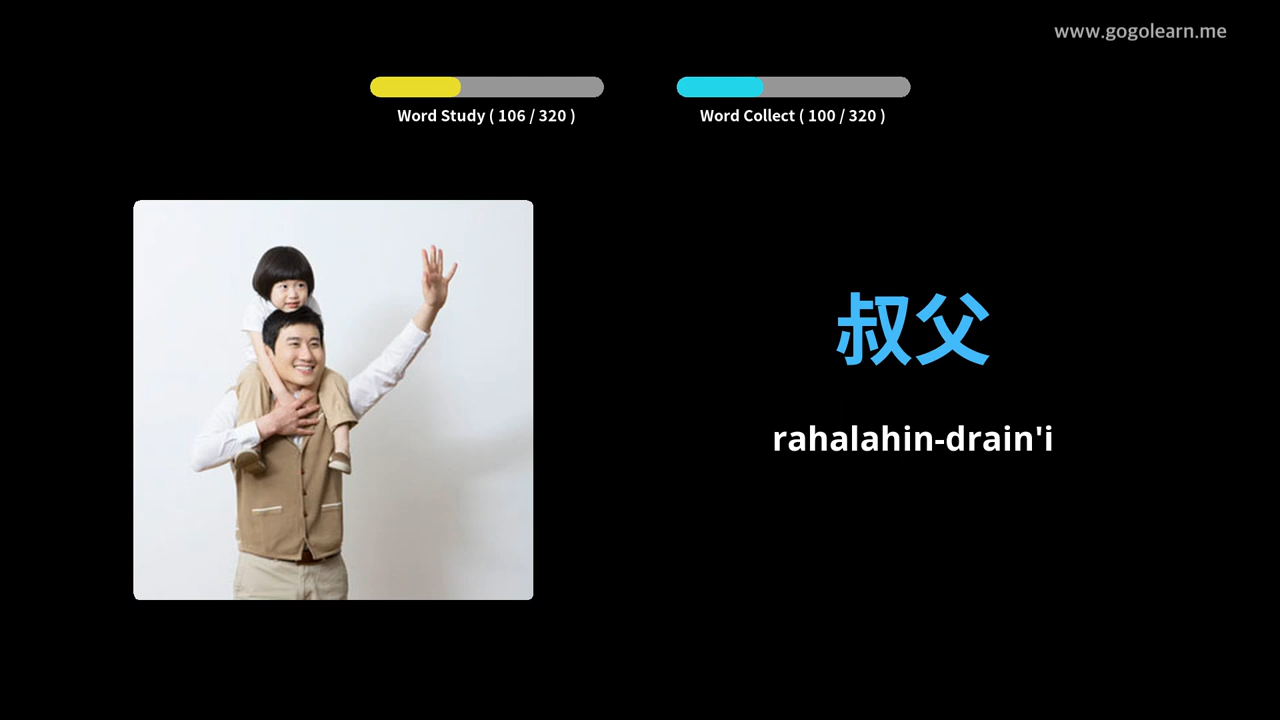 www.gogolearn.me
Word Study ( 106 / 320 )
Word Collect ( 100 / 320 )
叔父
rahalahin-drain'i